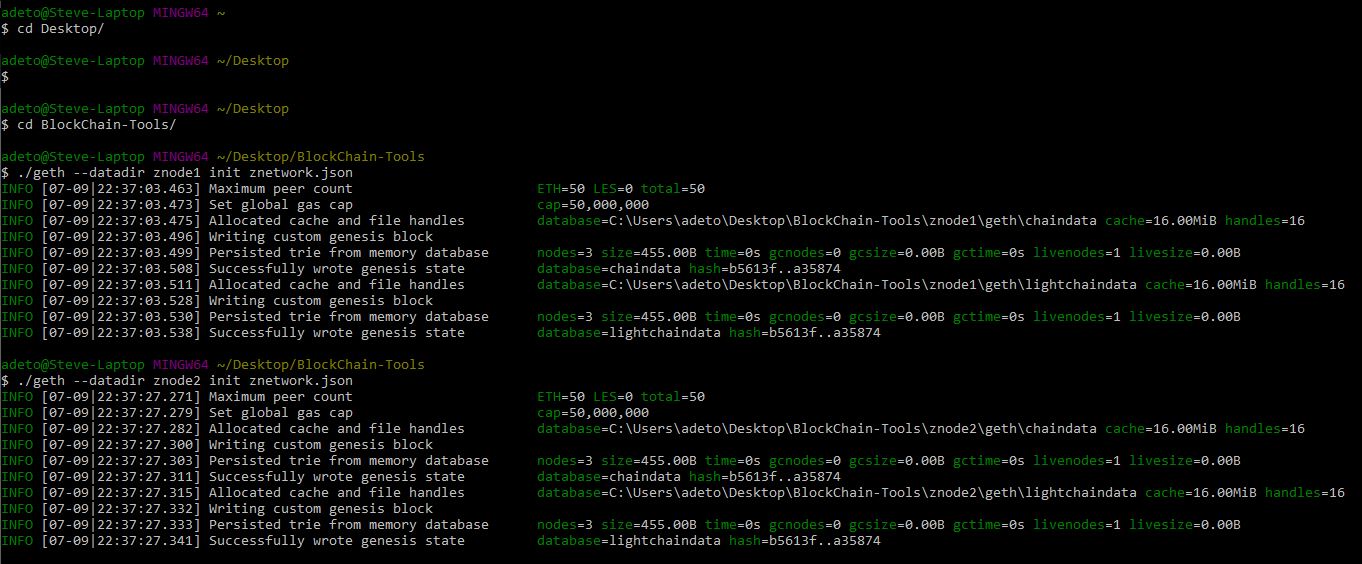 adeto@Steve-Laptop MINGW64 ~
$ cd Desktop/
adeto@Steve-Laptop MINGW64 ~/Desktop
$
adeto@Steve-Laptop MINGW64 ~/Desktop
$ cd BlockChain-Tools/
adeto@Steve-Laptop MINGW64 ~/Desktop/BlockChain-Tools
$ ./geth --datadir znode1 init znetwork.json
INFO [07-09|22:37:03.463] Maximum peer count ETH=50 LES=0 total=50
INFO [07-09|22:37:03.473] Set global gas cap cap=50,000,000
INFO [07-09|22:37:03.475] Allocated cache and file handles database=C:\Users\adeto\Desktop\BlockChain-Tools\znode1\geth\chaindata cache=16.00MiB handles=16
INFO [07-09|22:37:03.496] Writing custom genesis block
INFO [07-09|22:37:03.499] Persisted trie from memory database nodes=3 size=455.00B time=0s gcnodes=0 gcsize=0.00B gctime=0s livenodes=1 livesize=0.00B
INFO [07-09|22:37:03.508] Successfully wrote genesis state database=chaindata hash=b5613f..a35874
INFO [07-09|22:37:03.511] Allocated cache and file handles database=C:\Users\adeto\Desktop\BlockChain-Tools\znode1\geth\lightchaindata cache=16.00MiB handles=16
INFO [07-09|22:37:03.528] Writing custom genesis block
INFO [07-09|22:37:03.530] Persisted trie from memory database nodes=3 size=455.00B time=0s gcnodes=0 gcsize=0.00B gctime=0s livenodes=1 livesize=0.00B
INFO [07-09|22:37:03.538] Successfully wrote genesis state database=lightchaindata hash=b5613f..a35874
adeto@Steve-Laptop MINGW64 ~/Desktop/BlockChain-Tools
$ ./geth --datadir znode2 init znetwork.json
INFO [07-09|22:37:27.271] Maximum peer count ETH=50 LES=0 total=50
INFO [07-09|22:37:27.279] Set global gas cap cap=50,000,000
INFO [07-09|22:37:27.282] Allocated cache and file handles database=C:\Users\adeto\Desktop\BlockChain-Tools\znode2\geth\chaindata cache=16.00MiB handles=16
INFO [07-09|22:37:27.300] Writing custom genesis block
INFO [07-09|22:37:27.303] Persisted trie from memory database nodes=3 size=455.00B time=0s gcnodes=0 gcsize=0.00B gctime=0s livenodes=1 livesize=0.00B
INFO [07-09|22:37:27.311] Successfully wrote genesis state database=chaindata hash=b5613f..a35874
INFO [07-09|22:37:27.315] Allocated cache and file handles database=C:\Users\adeto\Desktop\BlockChain-Tools\znode2\geth\lightchaindata cache=16.00MiB handles=16
INFO [07-09|22:37:27.332] Writing custom genesis block
INFO [07-09|22:37:27.333] Persisted trie from memory database nodes=3 size=455.00B time=0s gcnodes=0 gcsize=0.00B gctime=0s livenodes=1 livesize=0.00B
INFO [07-09|22:37:27.341] Successfully wrote genesis state database=lightchaindata hash=b5613f..a35874